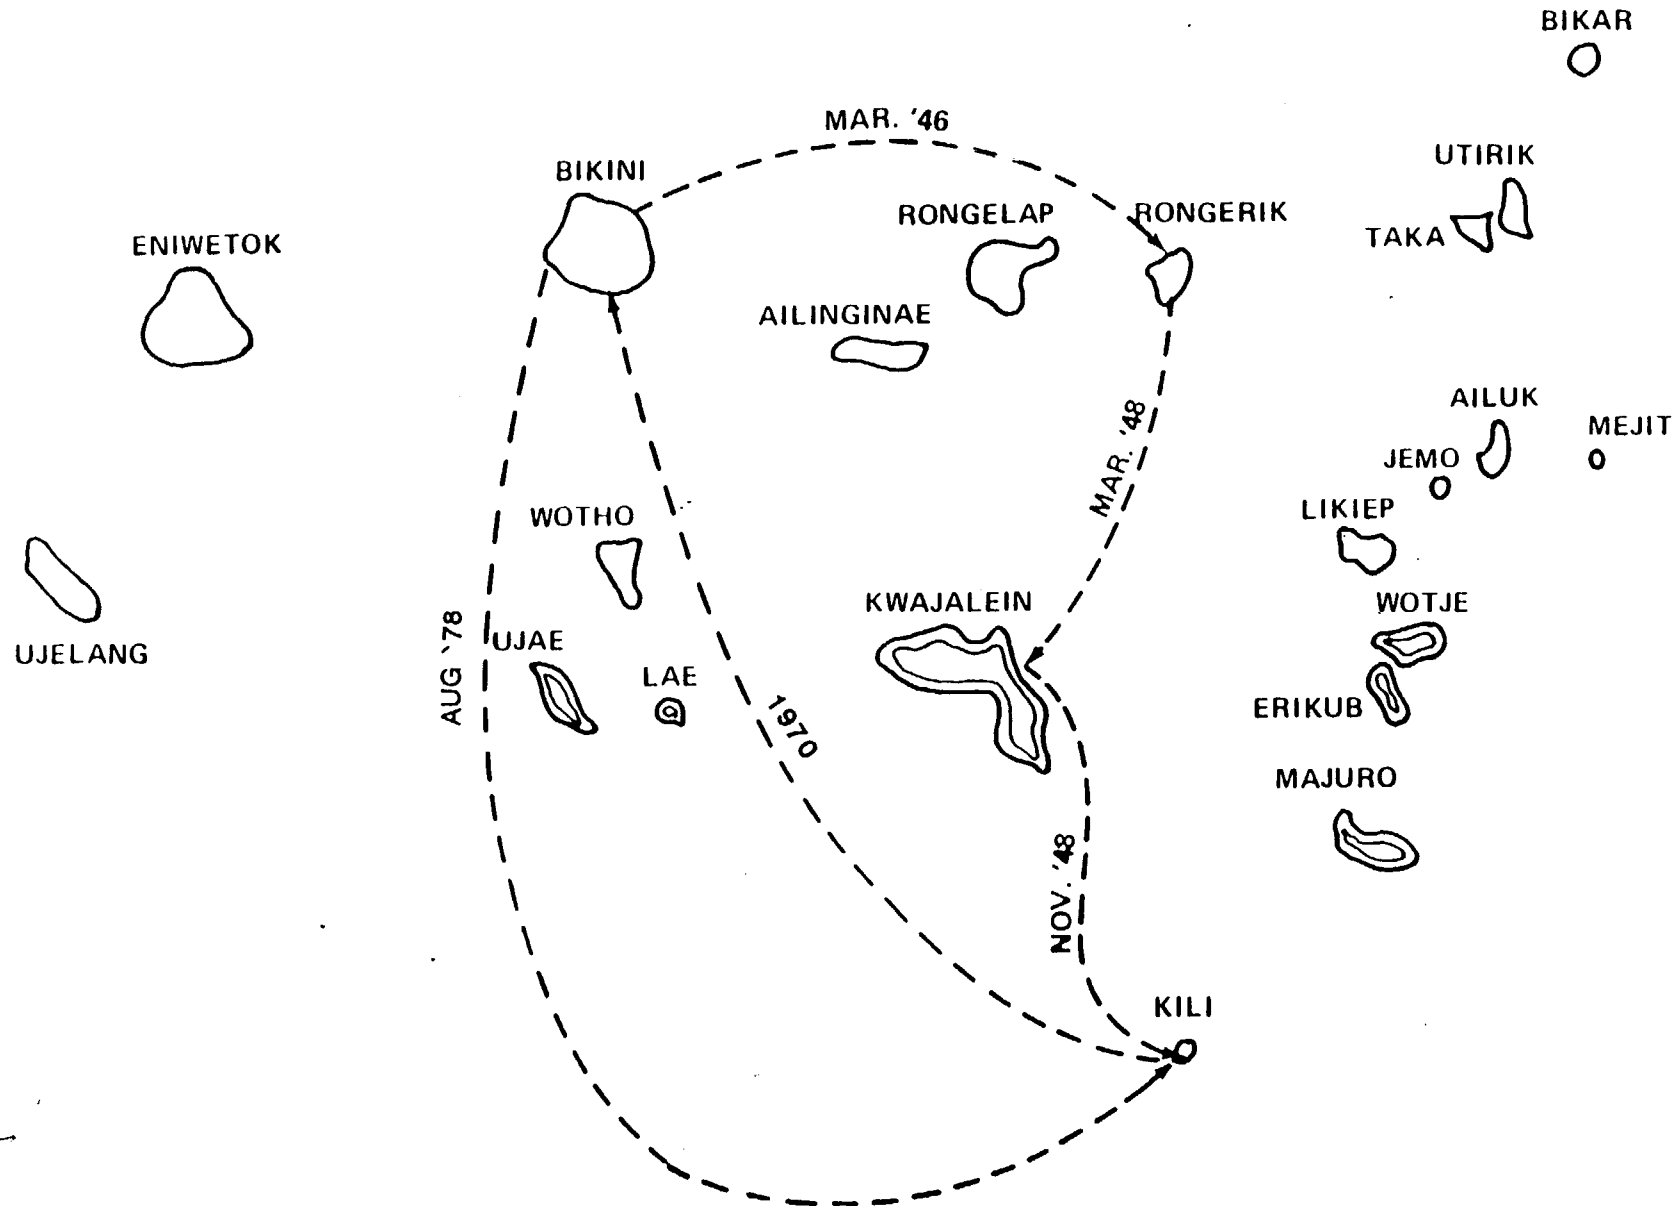 BIKAR
MAR. '46
UTIRIK
BIKINI
RONGELAP
RONGERIK
TAKA
ENIWETOK
AILINGINAE
AILUK
MEJIT
MAR. '48
JEMO
LIKIEP
WOTHO
KWAJALEIN
WOTJE
UJELANG
AUG '78
UJAE
LAE
1970
ERIKUB
MAJURO
NOV. '48
KILI